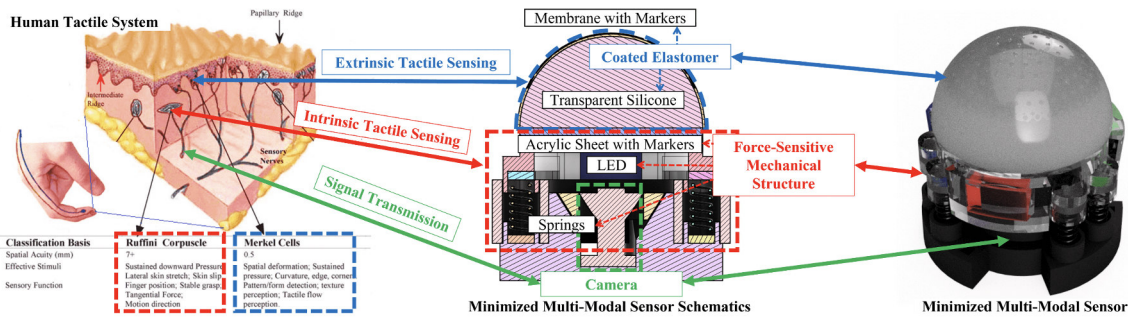 Human Tactile System
Papillary Ridge
Intermediate
Ridge
Sensory
Nerves
Extrinsic Tactile Sensing
Intrinsic Tactile Sensing
Signal Transmission
Classification Basis
Ruffini Corpuscle
Merkel Cells
Spatial Acuity (mm)
7+
0.5
Effective Stimuli
Sustained downward Pressure
Lateral skin stretch; Skin slip
Spatial deformation; Sustained
pressure; Curvature, edge, corners
Sensory Function
Finger position; Stable grasp;
Tangential Force;
Motion direction
Pattern/form detection; texture
perception; Tactile flow
perception
Membrane with Markers
Coated Elastomer
Transparent Silicone
Acrylic Sheet with Markers
LED
Force-Sensitive
Mechanical
Structure
Springs
Camera
Minimized Multi-Modal Sensor Schematics
Minimized Multi-Modal Sensor